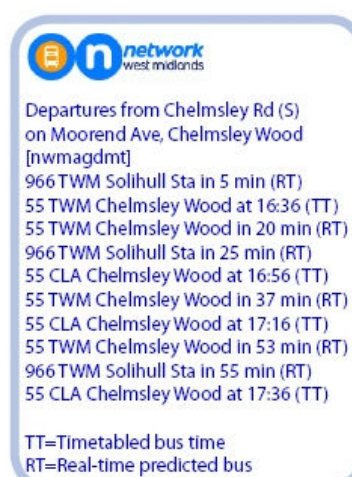 n network
west midlands
Departures from Chelmsley Rd (S)
on Moorend Ave, Chelmsley Wood
[nwmagdmt]
966 TWM Solihull Sta in 5 min (RT)
55 TWM Chelmsley Wood at 16:36 (TT)
55 TWM Chelmsley Wood in 20 min (RT)
966 TWM Solihull Sta in 25 min (RT)
55 CLA Chelmsley Wood at 16:56 (TT)
55 TWM Chelmsley Wood in 37 min (RT)
55 CLA Chelmsley Wood at 17:16 (TT)
55 TWM Chelmsley Wood in 53 min (RT)
966 TWM Solihull Sta in 55 min (RT)
55 CLA Chelmsley Wood at 17:36 (TT)
TT=Timetabled bus time
RT=Real-time predicted bus